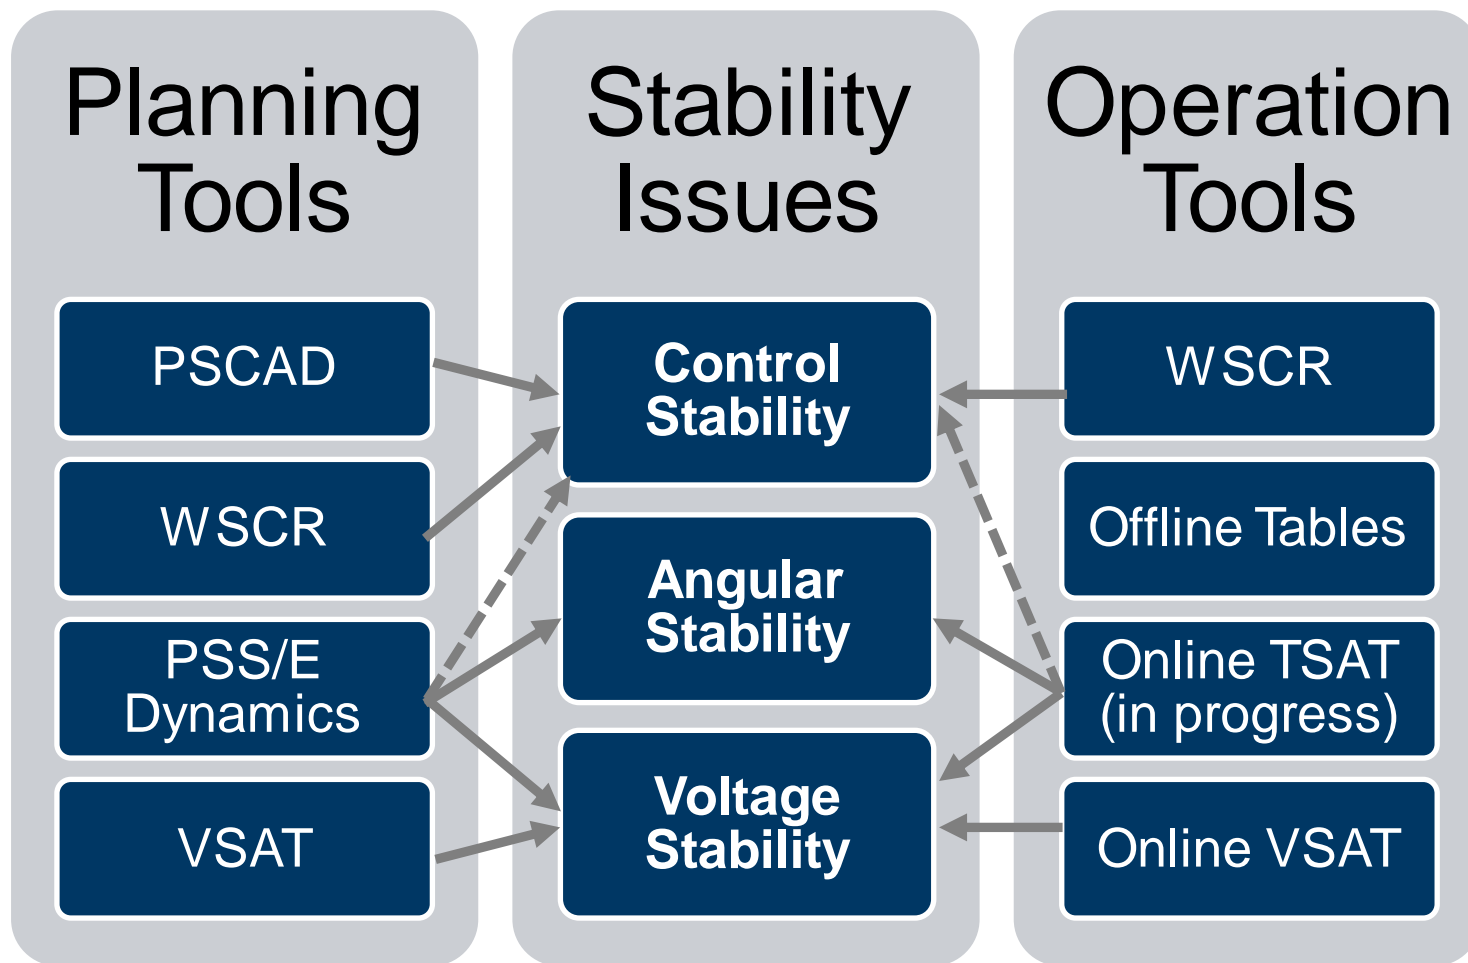 Planning
Tools
PSCAD
WSCR
PSS/E
Dynamics
VSAT
Stability
Issues
Control
Stability
Angular
Stability
Voltage
Stability
Operation
Tools
WSCR
Offline Tables
Online TSAT
(in progress)
Online VSAT